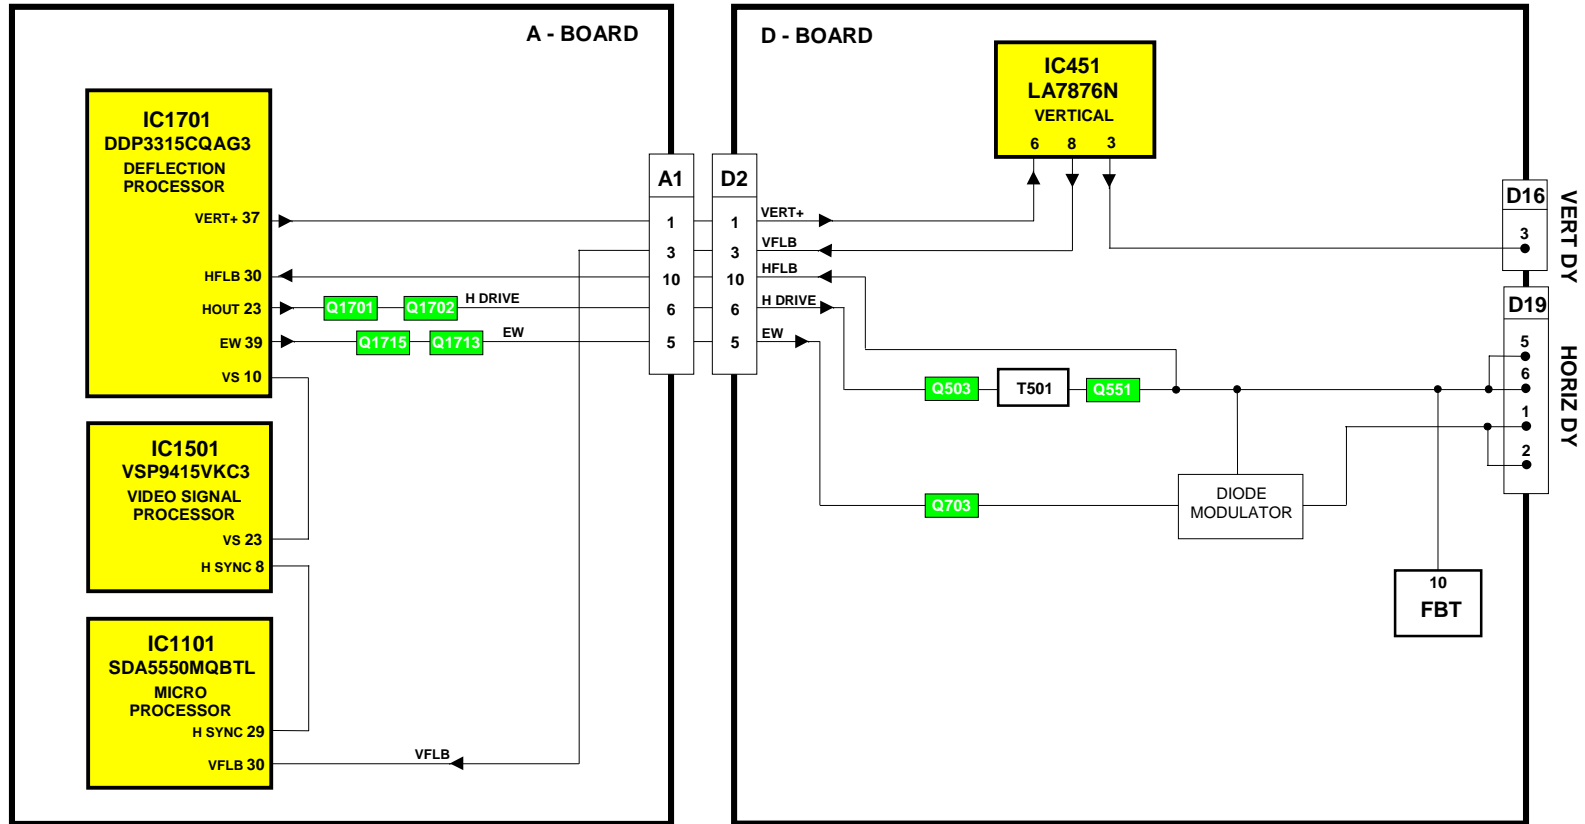 A - BOARD
D - BOARD
IC1701
DDP3315CQAG3
DEFLECTION
PROCESSOR
VERT+ 37
HFLB 30
HOUT 23
EW 39
VS 10
Q1701
Q1702
H DRIVE
Q1715
Q1713
EW
IC1501
VSP9415VKC3
VIDEO SIGNAL
PROCESSOR
VS 23
H SYNC 8
IC1101
SDA5550MQBTL
MICRO
PROCESSOR
H SYNC 29
VFLB 30
VFLB
A1
1
3
10
6
5
D2
1
3
10
6
5
VERT+
VFLB
HFLB
H DRIVE
EW
IC451
LA7876N
VERTICAL
6 8 3
Q503
T501
Q551
Q703
DIODE
MODULATOR
10
FBT
D16
3
VERT DY
D19
5
6
1
2
HORIZ DY